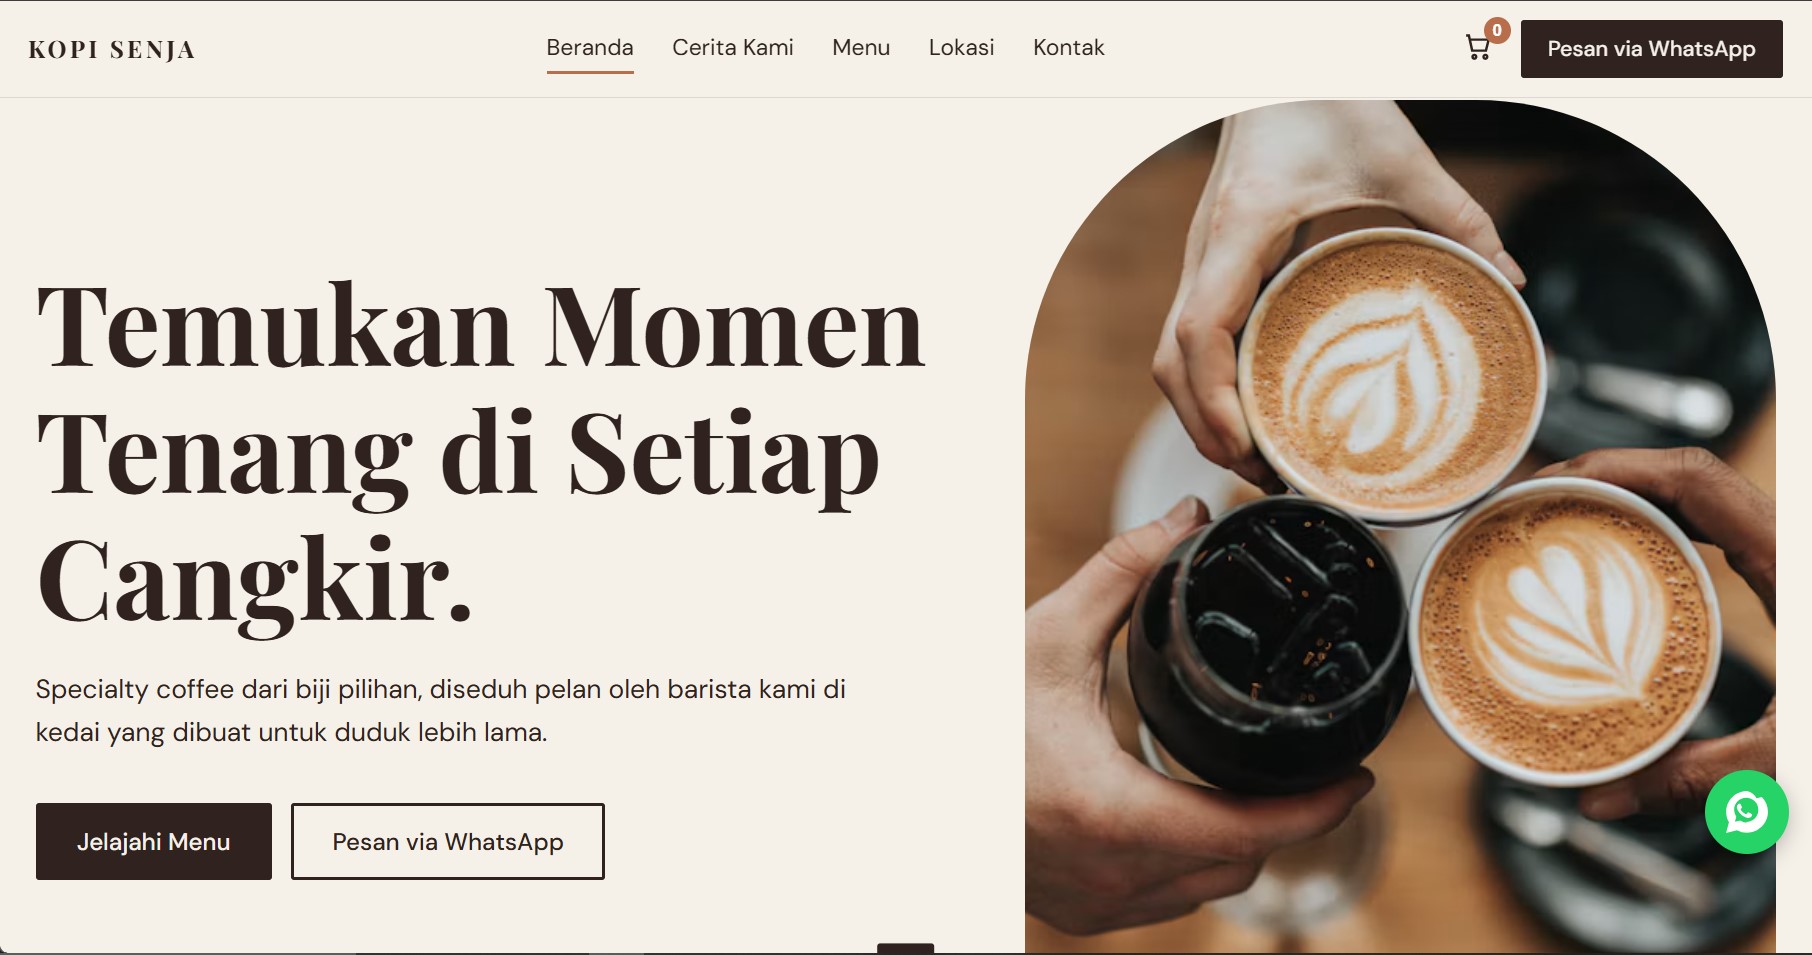 KOPI SENJA
Beranda
Cerita Kami
Menu
Lokasi
Kontak
0
Pesan via WhatsApp
Temukan Momen
Tenang di Setiap
Cangkir.
Specialty coffee dari biji pilihan, diseduh pelan oleh barista kami di
kedai yang dibuat untuk duduk lebih lama.
Jelajahi Menu
Pesan via WhatsApp